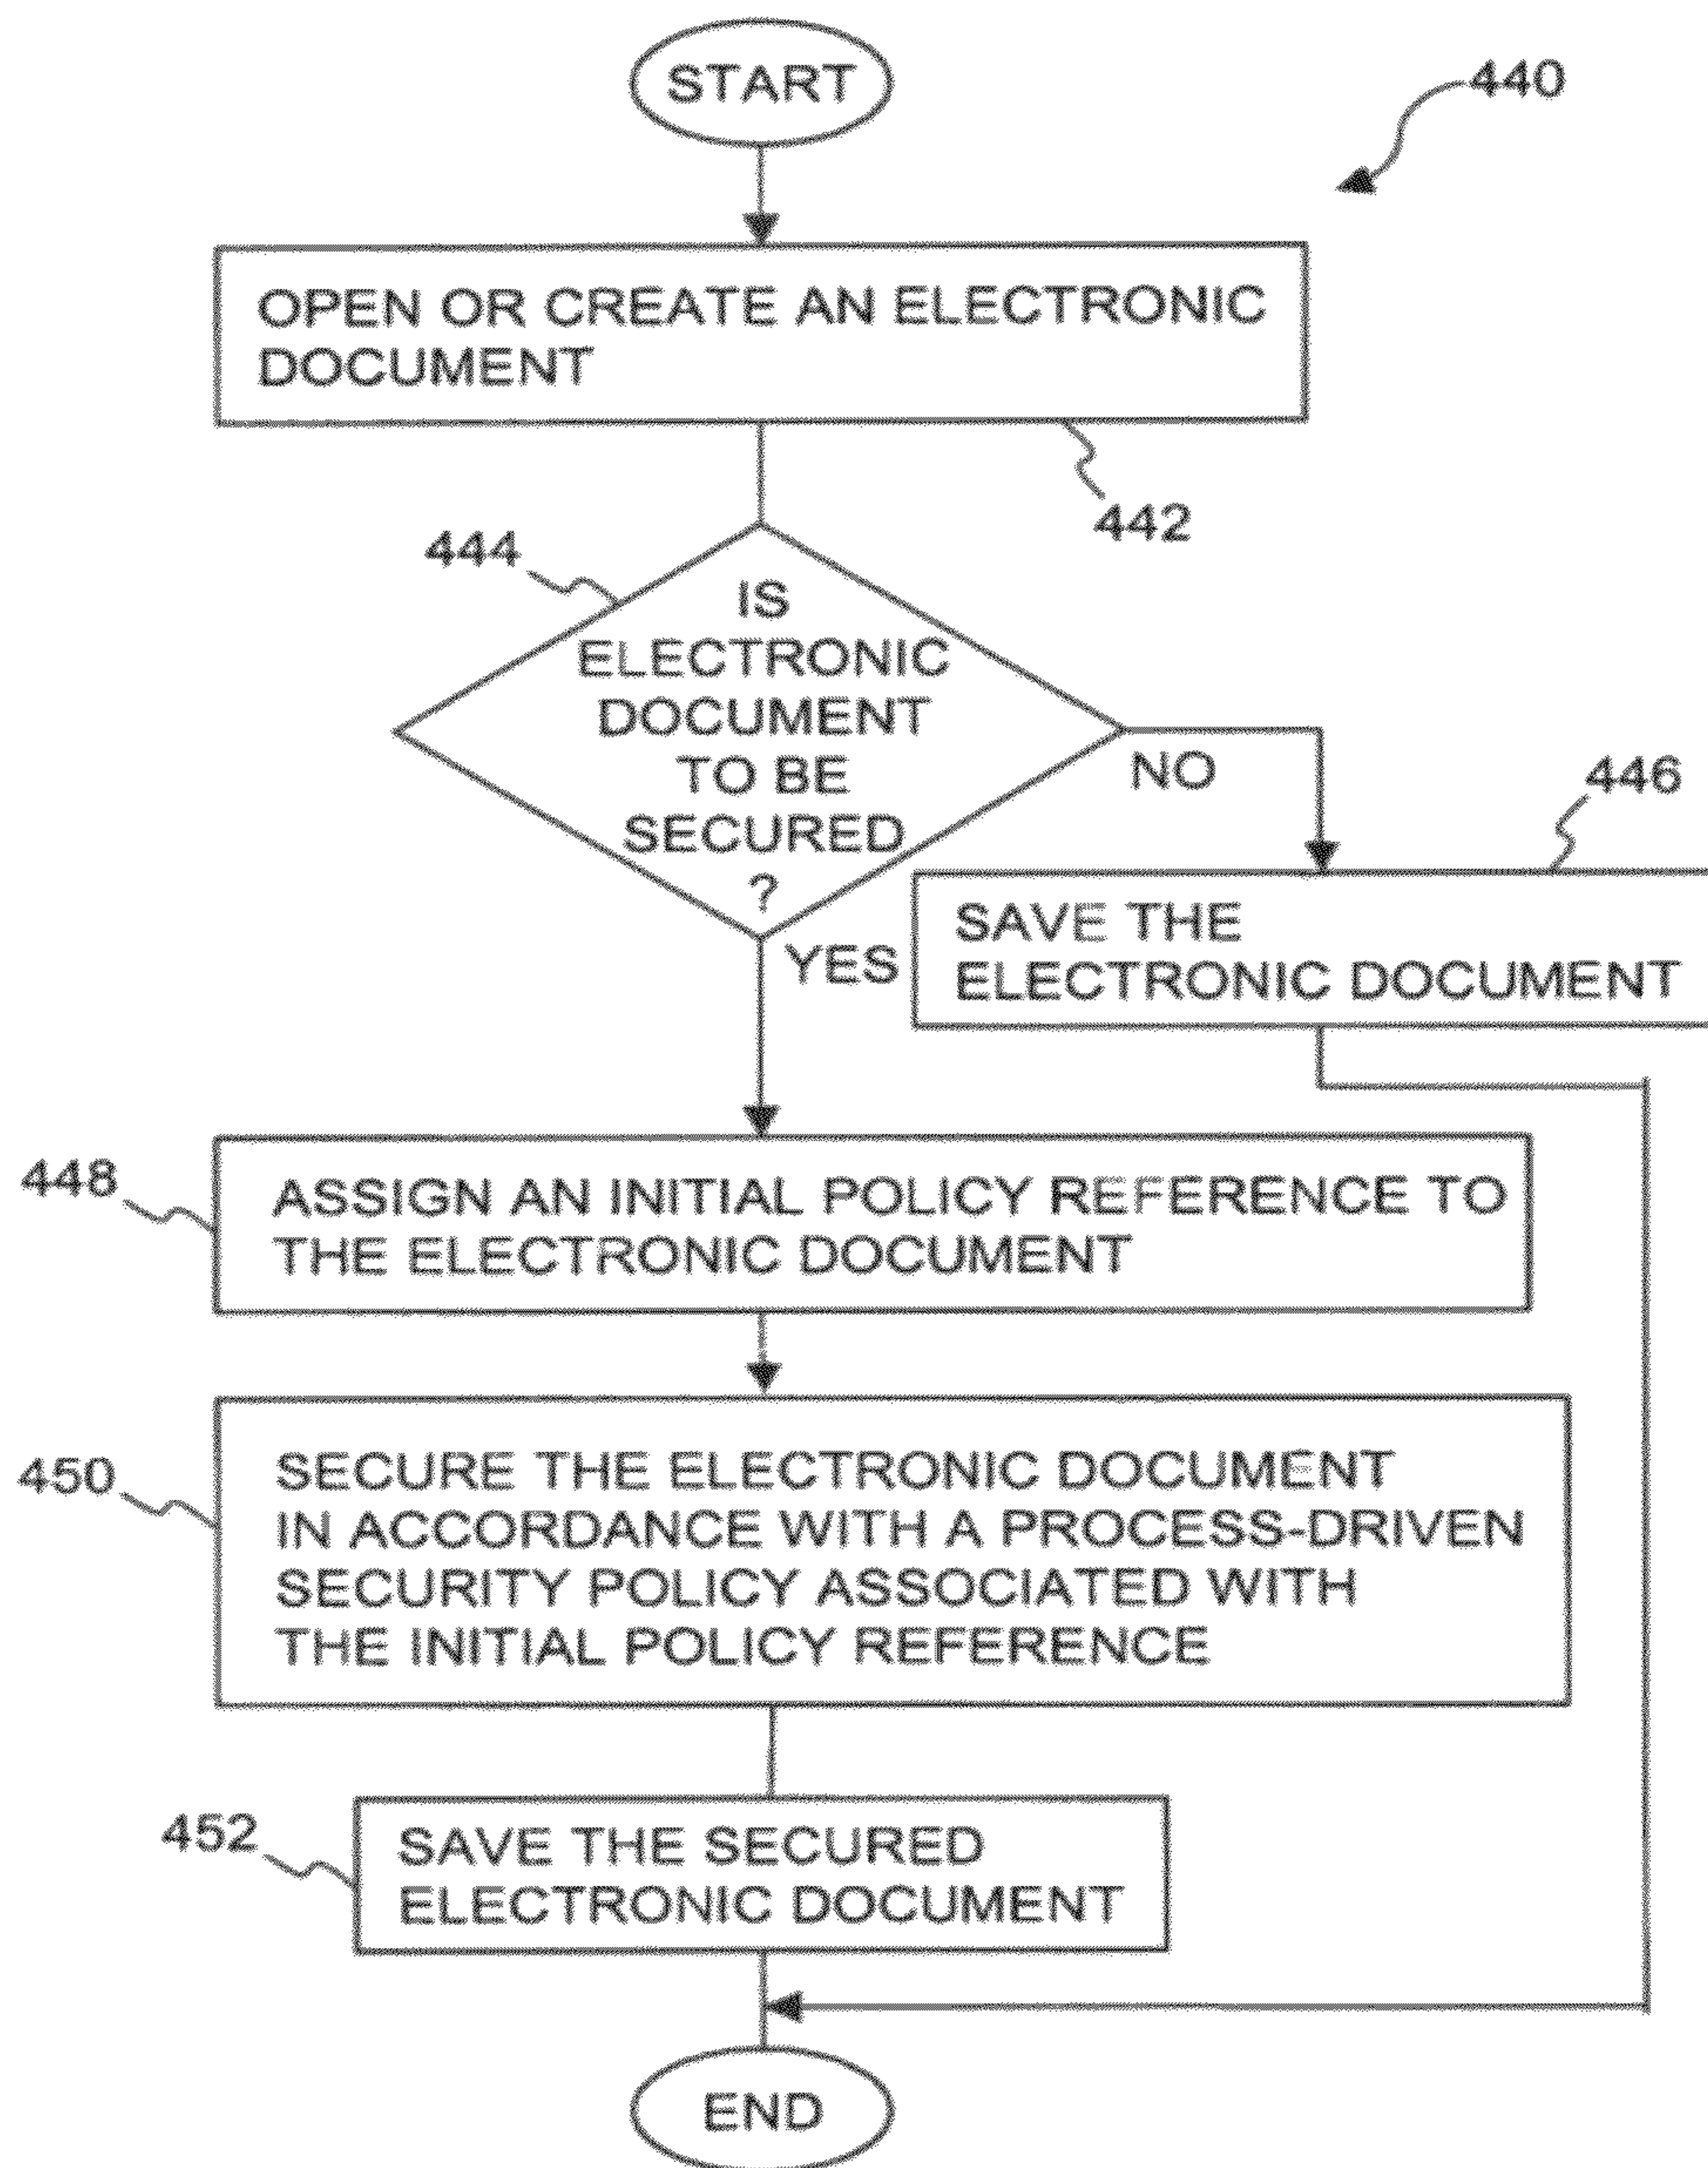 START
440
OPEN OR CREATE AN ELECTRONIC
DOCUMENT
442
444
IS
ELECTRONIC
DOCUMENT
TO BE
SECURED
?
NO
446
YES
SAVE THE
ELECTRONIC DOCUMENT
448
ASSIGN AN INITIAL POLICY REFERENCE TO
THE ELECTRONIC DOCUMENT
450
SECURE THE ELECTRONIC DOCUMENT
IN ACCORDANCE WITH A PROCESS-DRIVEN
SECURITY POLICY ASSOCIATED WITH
THE INITIAL POLICY REFERENCE
452
SAVE THE SECURED
ELECTRONIC DOCUMENT
END